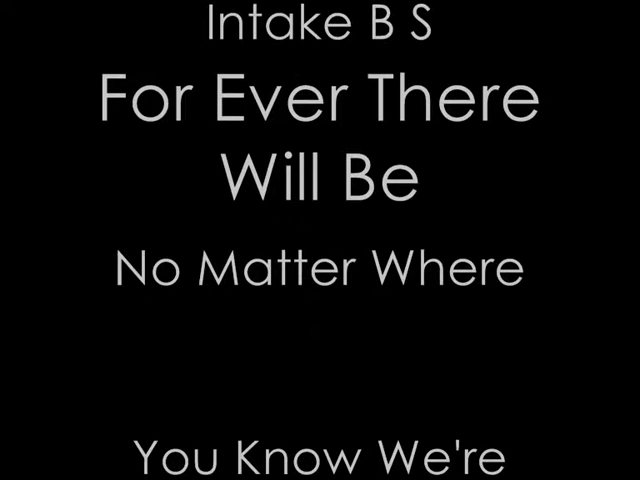 Intake B S
For Ever There
Will Be
No Matter Where
You Know We're